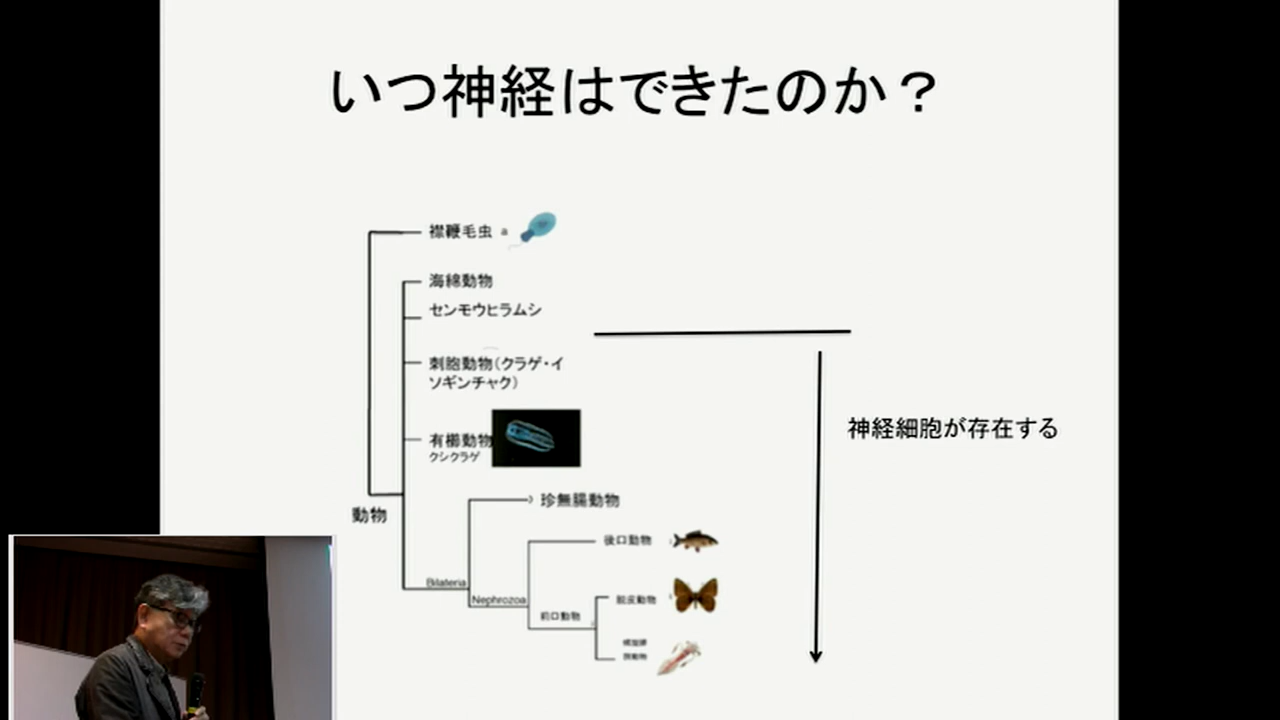 いつ神経はできたのか？
襟鞭毛虫 a
海綿動物
センモウヒラムシ
刺胞動物（クラゲ・イ
ソギンチャク）
神経細胞が存在する
有櫛動物
クシクラゲ
珍無腸動物
動物
後口動物
Bilateria
Nephrozoa
脱皮動物
前口動物